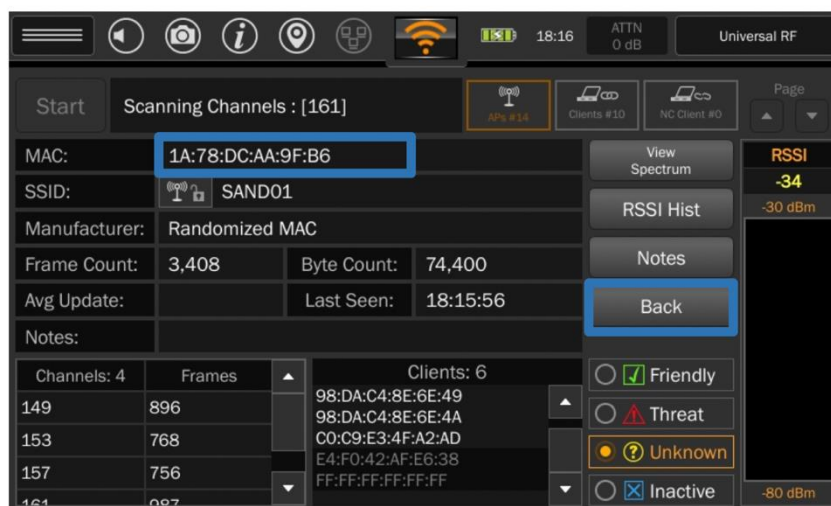 18:16
ATTN
0 dB
Universal RF
Start
Scanning Channels : [161]
APs #14
Clients #10
NC Client #0
Page
MAC:
1A:78:DC:AA:9F:B6
View
Spectrum
RSSI
-34
-30 dBm
SSID:
SAND01
RSSI Hist
Manufacturer:
Randomized MAC
Frame Count:
3,408
Byte Count:
74,400
Notes
Avg Update:
Last Seen:
18:15:56
Back
Notes:
Channels: 4
Frames
149
896
153
768
157
756
161
987
Clients: 6
98:DA:C4:8E:6E:49
98:DA:C4:8E:6E:4A
C0:C9:E3:4F:A2:AD
E4:F0:42:AF:E6:38
FF:FF:FF:FF:FF:FF
Friendly
Threat
Unknown
Inactive
-80 dBm